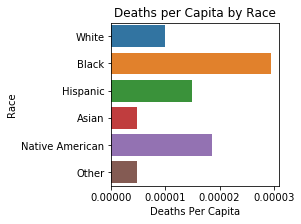 Deaths per Capita by Race
Race
White
Black
Hispanic
Asian
Native American
Other
0.00000 0.00001 0.00002 0.00003
Deaths Per Capita